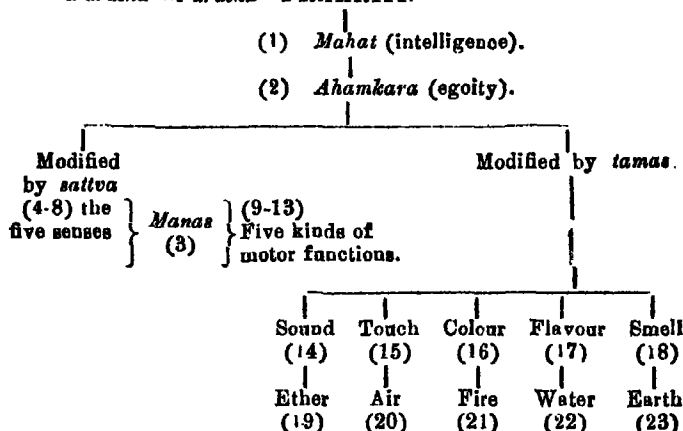 (1) Mahat (intelligence).
(2) Ahamkara (egoity).
Modified by sattva
Modified by tamas.
(4-8) the five senses
Manas (3)
(9-13) Five kinds of motor functions.
Sound Touch Colour Flavour Smell
(14) (15) (16) (17) (18)
Ether Air Fire Water Earth
(19) (20) (21) (22) (23)